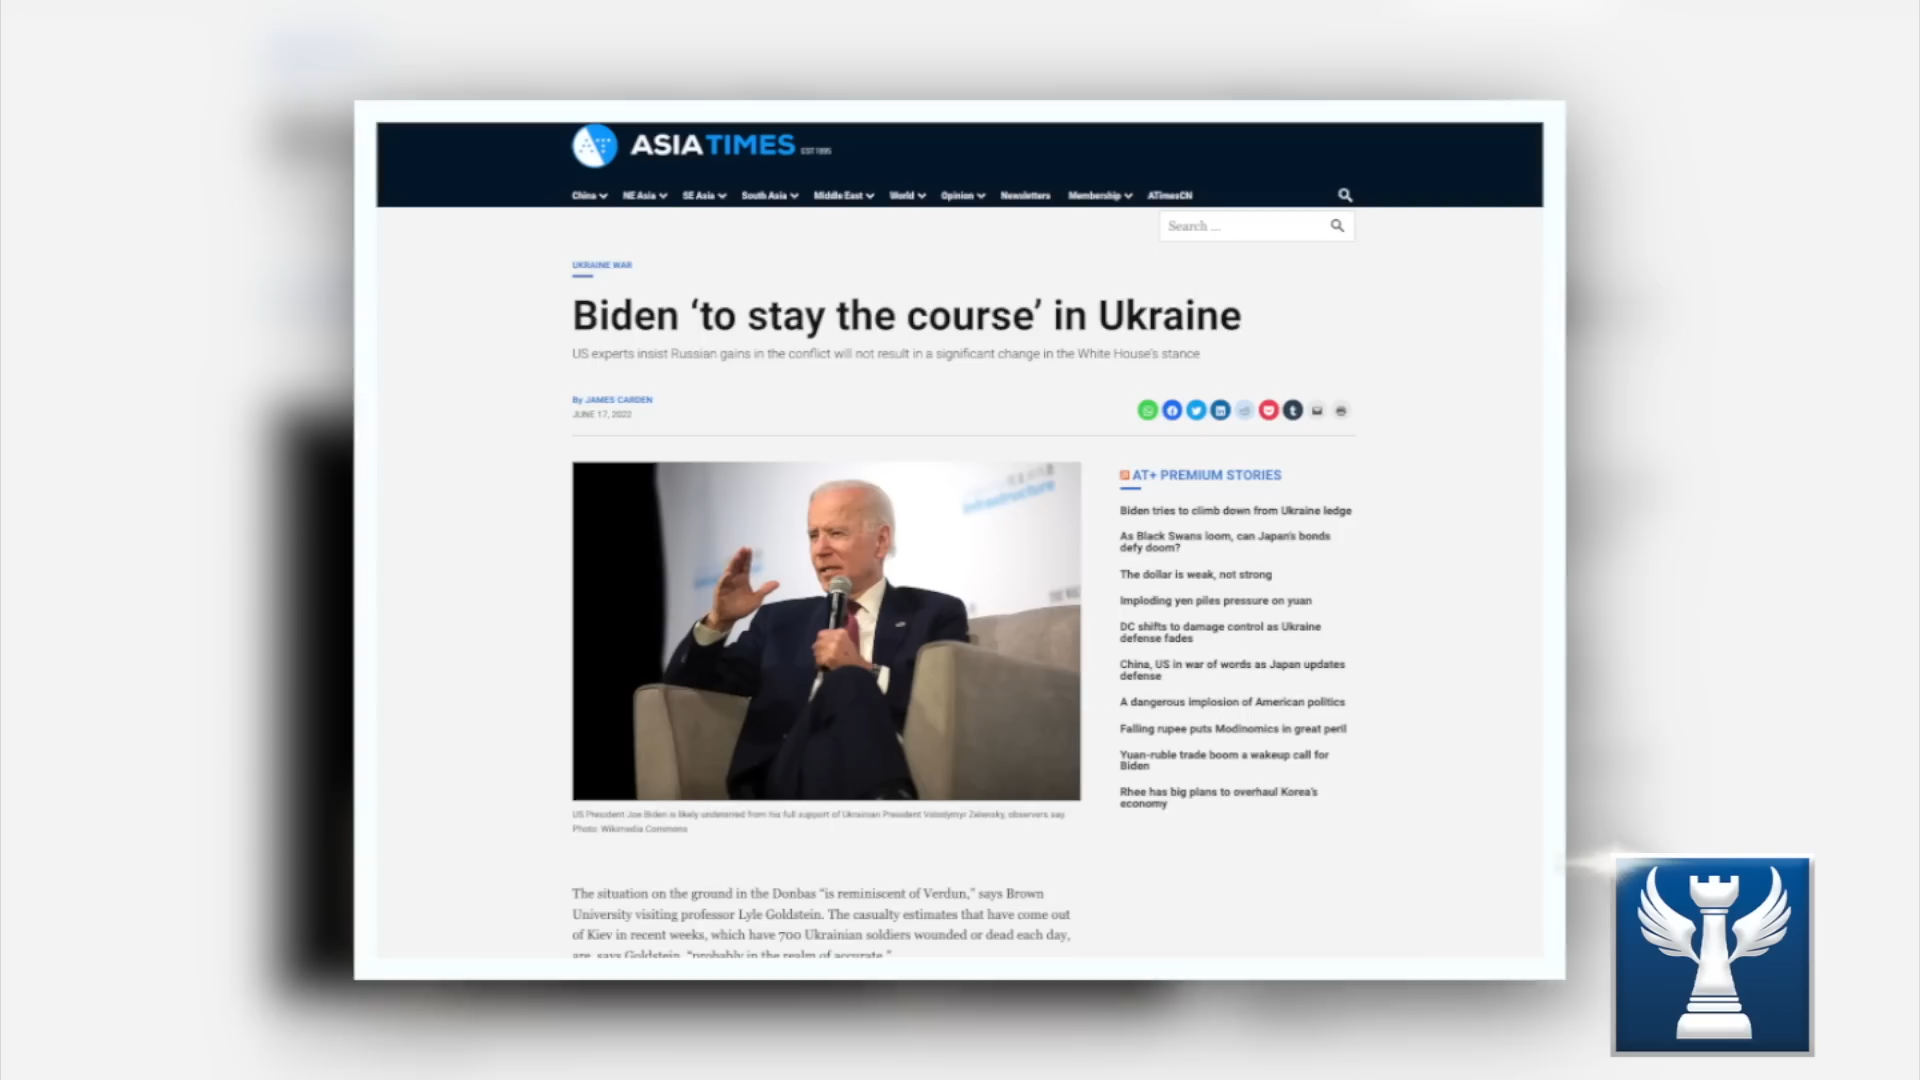 ASIA TIMES EST 1995
China NE Asia SE Asia South Asia Middle East World Opinion Newsletters Membership ATimesCN
Search ...
UKRAINE WAR
Biden ‘to stay the course’ in Ukraine
US experts insist Russian gains in the conflict will not result in a significant change in the White House's stance
By JAMES CARDEN
JUNE 17, 2022
infrastructure
US President Joe Biden is likely undeterred from his full support of Ukrainian President Volodymyr Zelensky, observers say.
Photo: Wikimedia Commons
The situation on the ground in the Donbas “is reminiscent of Verdun,” says Brown
University visiting professor Lyle Goldstein. The casualty estimates that have come out
of Kiev in recent weeks, which have 700 Ukrainian soldiers wounded or dead each day,
are, says Goldstein, “probably in the realm of accurate.”
AT+ PREMIUM STORIES
Biden tries to climb down from Ukraine ledge
As Black Swans loom, can Japan's bonds
defy doom?
The dollar is weak, not strong
Imploding yen piles pressure on yuan
DC shifts to damage control as Ukraine
defense fades
China, US in war of words as Japan updates
defense
A dangerous implosion of American politics
Falling rupee puts Modinomics in great peril
Yuan-ruble trade boom a wakeup call for
Biden
Rhee has big plans to overhaul Korea's
economy